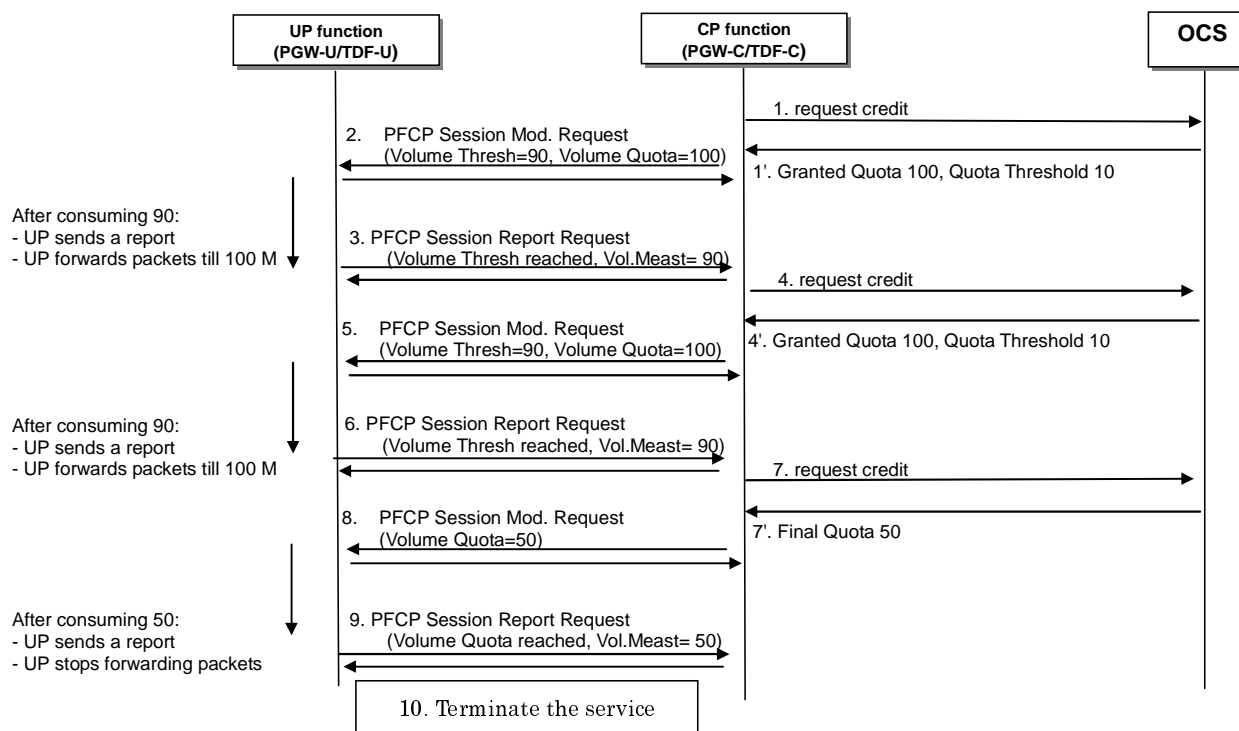 UP function
(PGW-U/TDF-U)
CP function
(PGW-C/TDF-C)
OCS
1. request credit
2. PFCP Session Mod. Request
(Volume Thresh=90, Volume Quota=100)
1'. Granted Quota 100, Quota Threshold 10
After consuming 90:
- UP sends a report
- UP forwards packets till 100 M
3. PFCP Session Report Request
(Volume Thresh reached, Vol.Meast= 90)
4. request credit
5. PFCP Session Mod. Request
(Volume Thresh=90, Volume Quota=100)
4'. Granted Quota 100, Quota Threshold 10
After consuming 90:
- UP sends a report
- UP forwards packets till 100 M
6. PFCP Session Report Request
(Volume Thresh reached, Vol.Meast= 90)
7. request credit
8. PFCP Session Mod. Request
(Volume Quota=50)
7'. Final Quota 50
After consuming 50:
- UP sends a report
- UP stops forwarding packets
9. PFCP Session Report Request
(Volume Quota reached, Vol.Meast= 50)
10. Terminate the service